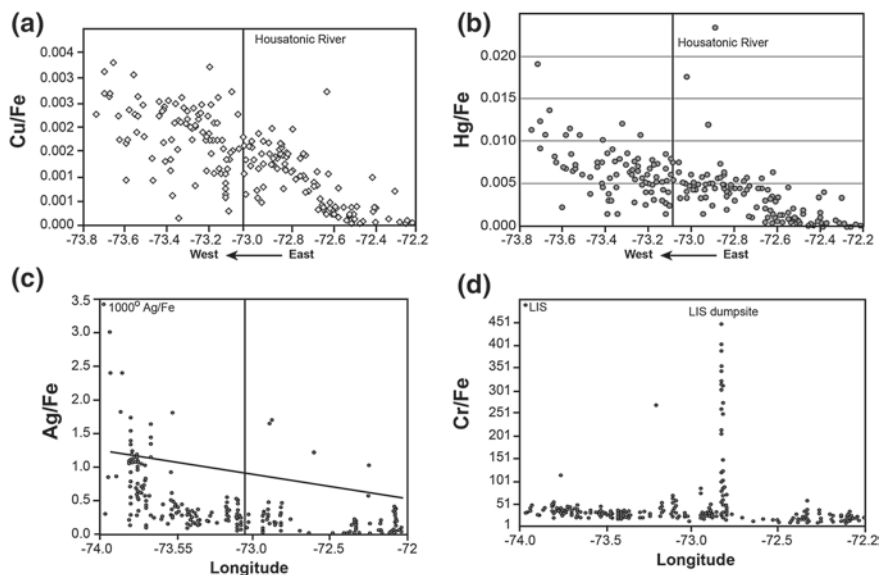 (a)
Housatonic River
Cu/Fe
0.004
0.003
0.003
0.002
0.002
0.001
0.001
0.000
-73.8 -73.6 -73.4 -73.2 -73.0 -72.8 -72.6 -72.4 -72.2
West East
(b)
Housatonic River
Hg/Fe
0.020
0.015
0.010
0.005
0.000
-73.8 -73.6 -73.4 -73.2 -73.0 -72.8 -72.6 -72.4 -72.2
West East
(c)
1000° Ag/Fe
Ag/Fe
3.5
3.0
2.5
2.0
1.5
1.0
0.5
0.0
-74.0 -73.55 -73.0 -72.5 -72
Longitude
(d)
LIS
LIS dumpsite
Cr/Fe
451
401
351
301
251
201
151
101
51
1
-74.0 -73.5 -73.0 -72.5 -72.25
Longitude